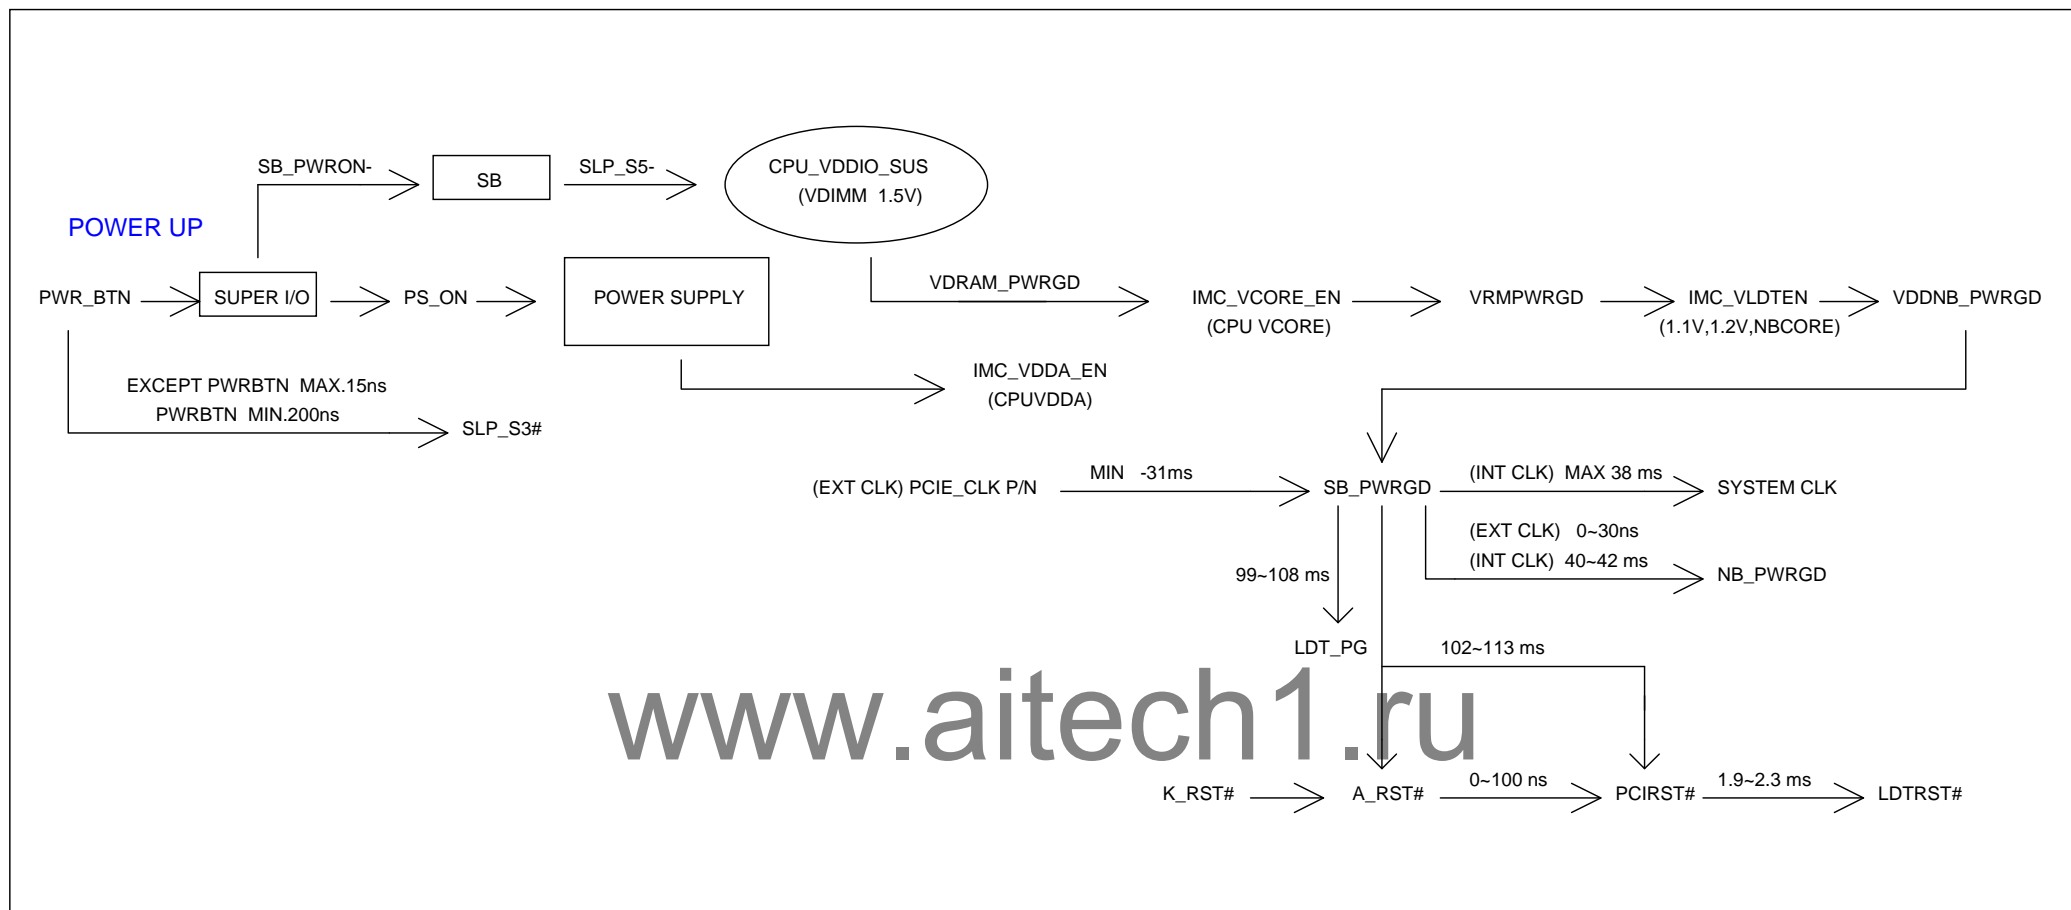 SB_PWRON-
SB
SLP_S5-
CPU_VDDIO_SUS
(VDIMM 1.5V)
POWER UP
PWR_BTN
SUPER I/O
PS_ON
POWER SUPPLY
VDRAM_PWRGD
IMC_VCORE_EN
(CPU VCORE)
VRMPWRGD
IMC_VLDTEN
(1.1V,1.2V,NBCORE)
VDDNB_PWRGD
EXCEPT PWRBTN MAX.15ns
PWRBTN MIN.200ns
SLP_S3#
IMC_VDDA_EN
(CPUVDDA)
(EXT CLK) PCIE_CLK P/N
MIN -31ms
SB_PWRGD
(INT CLK) MAX 38 ms
SYSTEM CLK
(EXT CLK) 0~30ns
(INT CLK) 40~42 ms
NB_PWRGD
99~108 ms
LDT_PG
102~113 ms
www.aitech1.ru
K_RST#
A_RST#
0~100 ns
PCIRST#
1.9~2.3 ms
LDTRST#